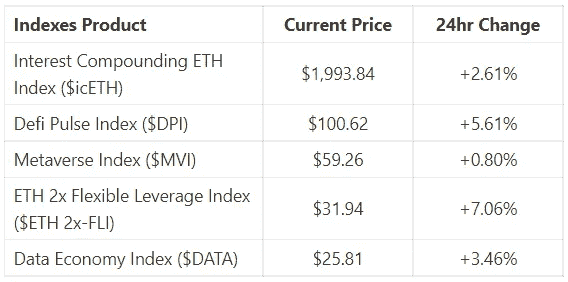 Indexes Product Current Price 24hr Change
Interest Compounding ETH
Index ($icETH) $1,993.84 +2.61%
Defi Pulse Index ($DPI) $100.62 +5.61%
Metaverse Index ($MVI) $59.26 +0.80%
ETH 2x Flexible Leverage Index
($ETH 2x-FLI) $31.94 +7.06%
Data Economy Index ($DATA) $25.81 +3.46%